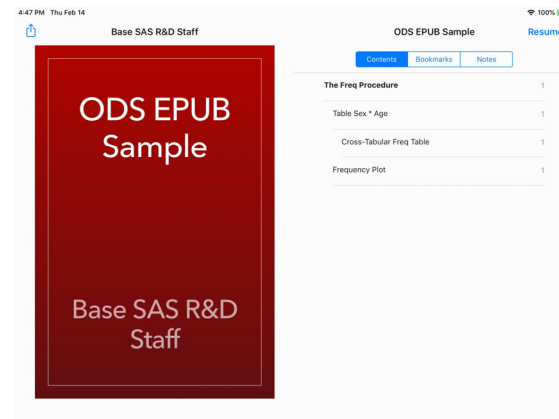 4:47 PM Thu Feb 14
100%
Base SAS R&D Staff
ODS EPUB Sample
Resume
ODS EPUB
Sample
Base SAS R&D
Staff
Contents
Bookmarks
Notes
The Freq Procedure 1
Table Sex * Age 1
Cross-Tabular Freq Table 1
Frequency Plot 1